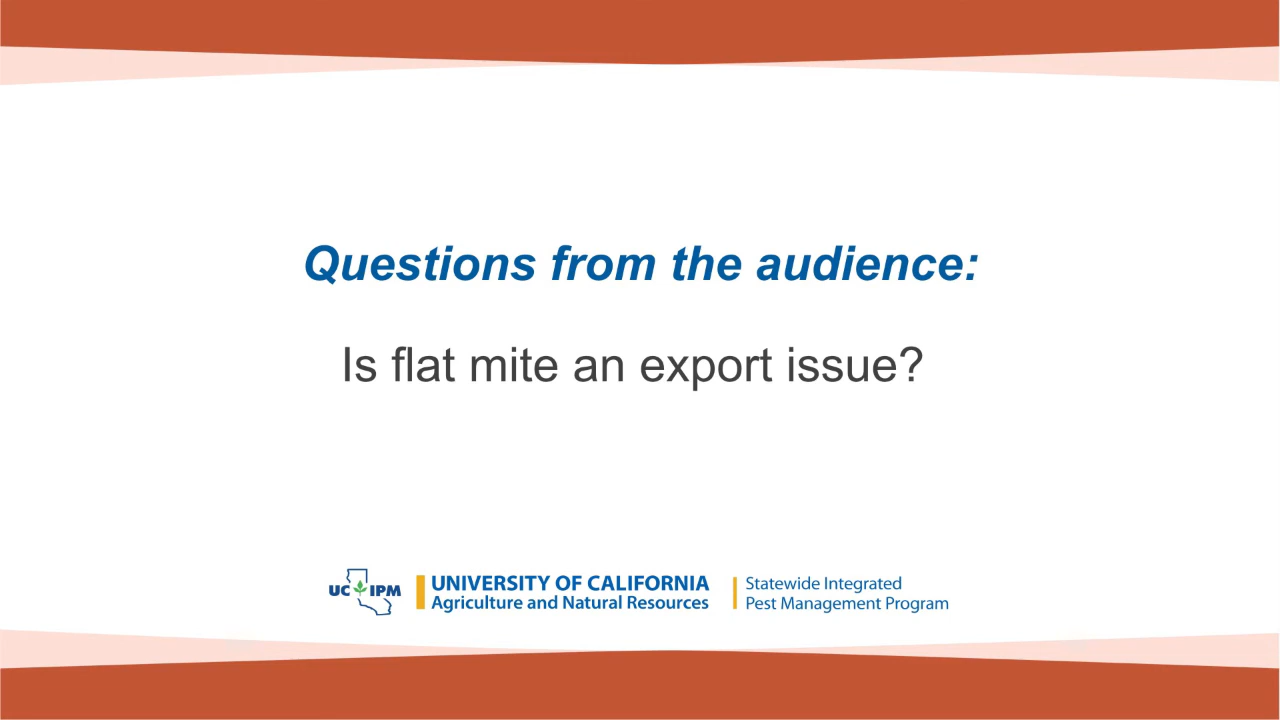 Questions from the audience:
Is flat mite an export issue?
UC IPM
UNIVERSITY OF CALIFORNIA
Agriculture and Natural Resources
Statewide Integrated
Pest Management Program